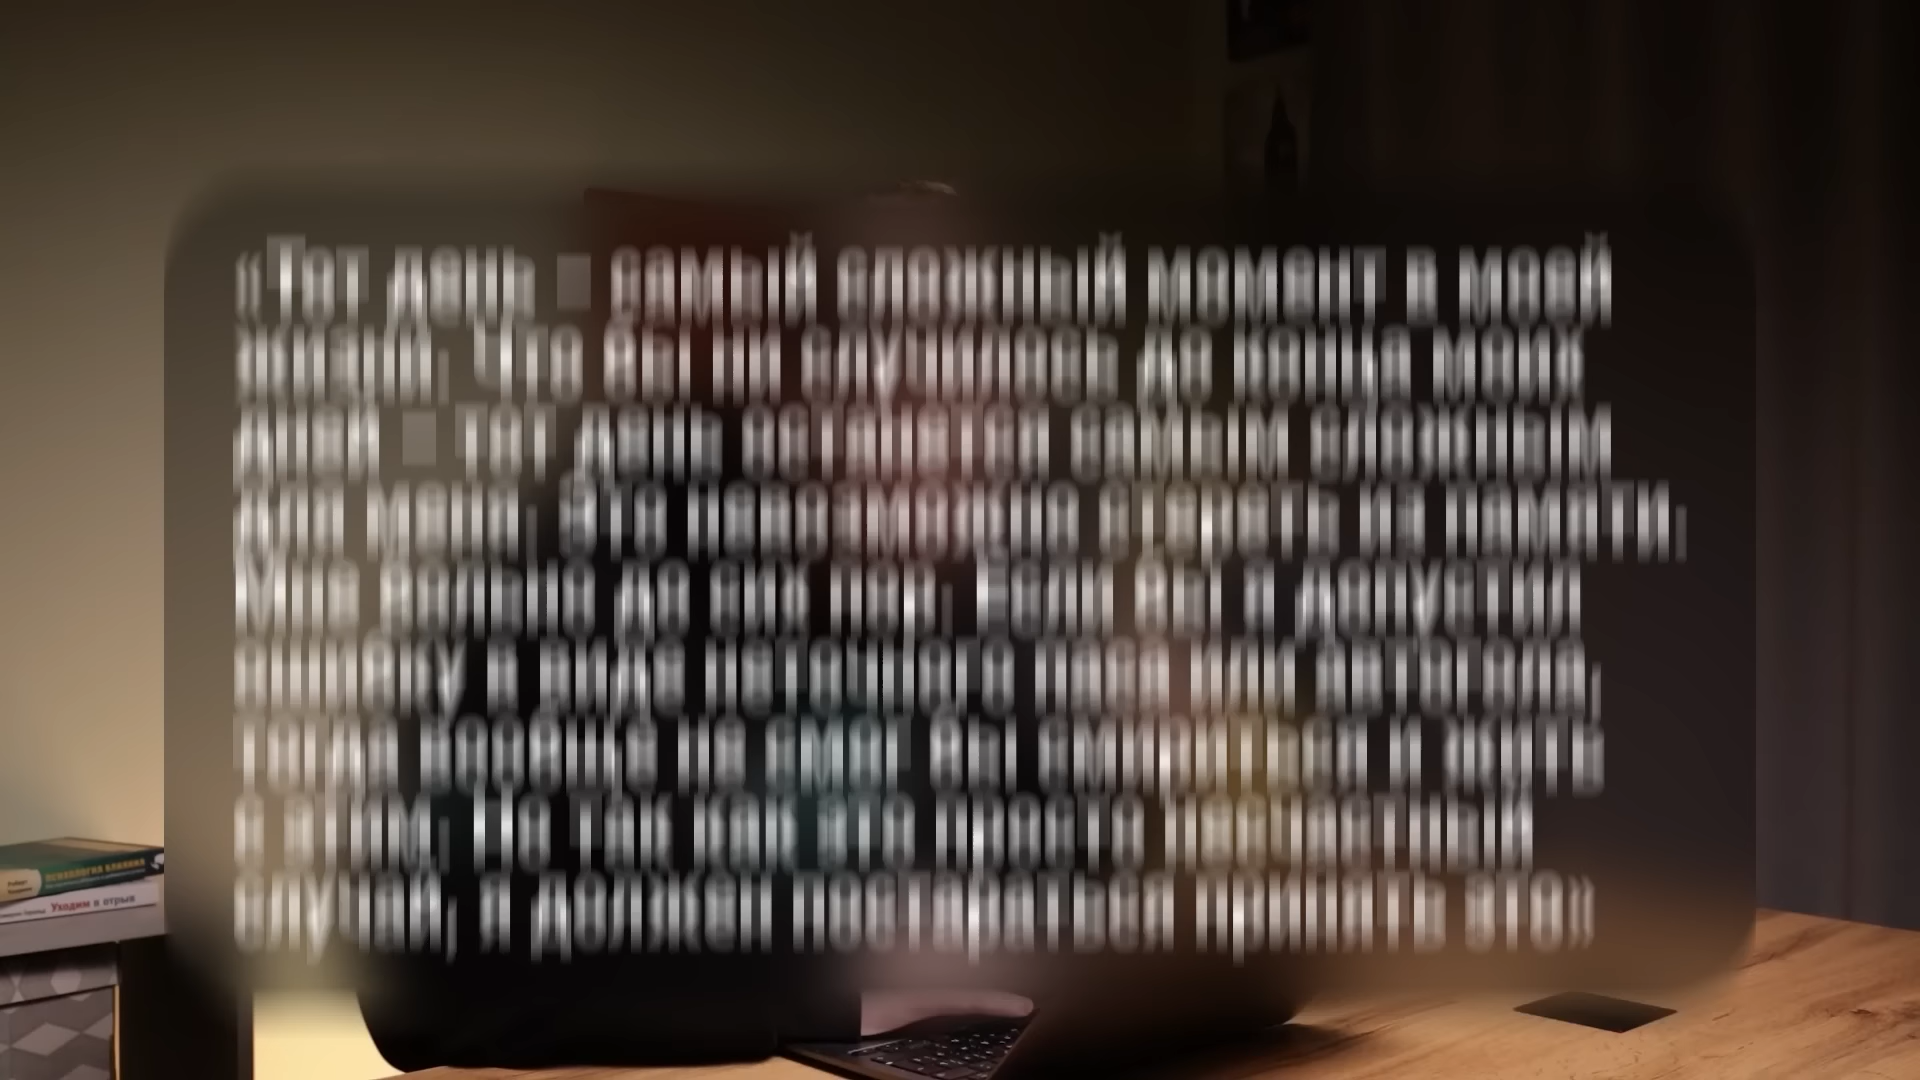 «Тот день – самый сложный момент в моей
жизни. Что бы ни случилось до конца моих
дней – тот день останется самым сложным
для меня. Это невозможно стереть из памяти.
Мне больно до сих пор. Если бы я допустил
ошибку в виде неточного паса или автогола,
тогда вообще не смог бы смириться и жить
с этим. Но так как это просто несчастный
случай, я должен постараться принять это»
ПСИХОЛОГИЯ ВЛИЯНИЯ
Роберт
Уходим в отрыв